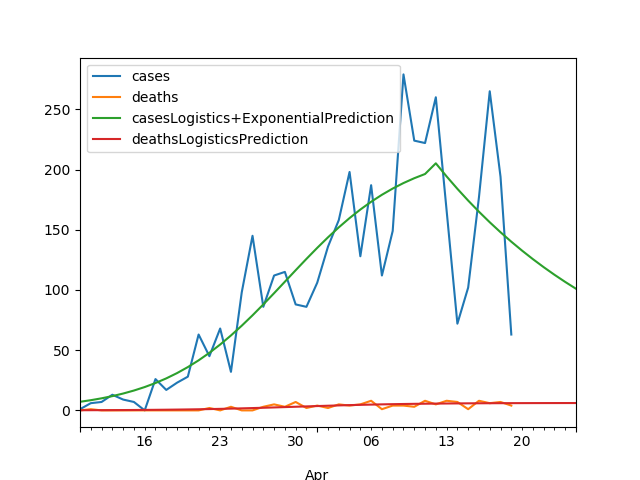 cases
deaths
casesLogistics+ExponentialPrediction
deathsLogisticsPrediction
250
200
150
100
50
0
16 23 30 06 13 20
Apr